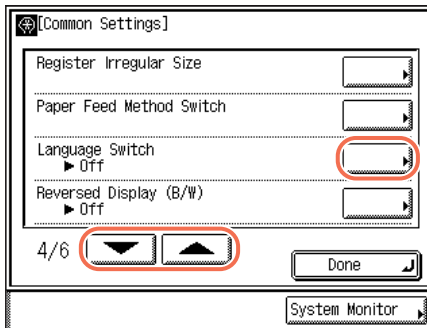 [Common Settings]
Register Irregular Size
Paper Feed Method Switch
Language Switch
▶ Off
Reversed Display (B/W)
▶ Off
4/6
Done
System Monitor